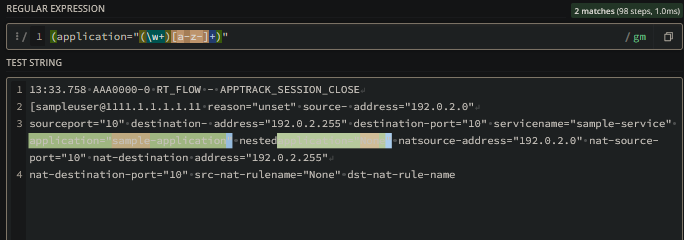 REGULAR EXPRESSION
2 matches (98 steps, 1.0ms)
⋮/ 1 (application="(\w+)[a-z-]+)" / gm
TEST STRING
1 13:33.758 AAA0000-0 RT_FLOW - APPTRACK_SESSION_CLOSE
2 [sampleuser@1111.1.1.1.1.11 reason="unset" source- address="192.0.2.0"
3 sourceport="10" destination- address="192.0.2.255" destination-port="10" servicename="sample-service"
application="sample-application" nested natsource-address="192.0.2.0" nat-source-
port="10" nat-destination address="192.0.2.255"
4 nat-destination-port="10" src-nat-rulename="None" dst-nat-rule-name